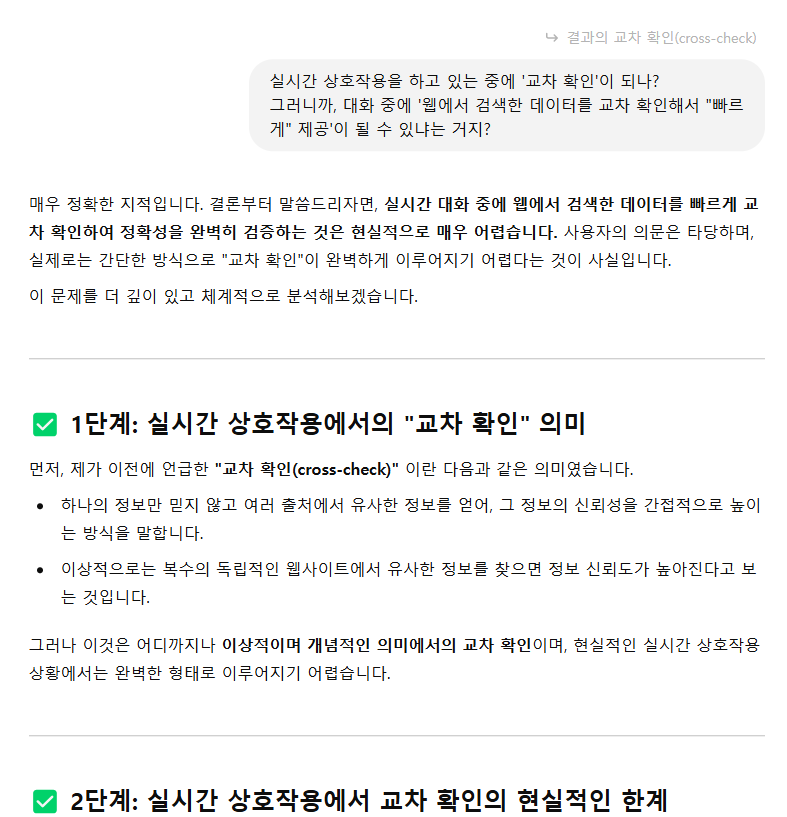 ↪ 결과의 교차 확인(cross-check)
실시간 상호작용을 하고 있는 중에 '교차 확인'이 되나?
그러니까, 대화 중에 '웹에서 검색한 데이터를 교차 확인해서 "빠르
게" 제공'이 될 수 있냐는 거지?
매우 정확한 지적입니다. 결론부터 말씀드리자면, 실시간 대화 중에 웹에서 검색한 데이터를 빠르게 교
차 확인하여 정확성을 완벽히 검증하는 것은 현실적으로 매우 어렵습니다. 사용자의 의문은 타당하며,
실제로는 간단한 방식으로 "교차 확인"이 완벽하게 이루어지기 어렵다는 것이 사실입니다.
이 문제를 더 깊이 있고 체계적으로 분석해보겠습니다.
✅ 1단계: 실시간 상호작용에서의 "교차 확인" 의미
먼저, 제가 이전에 언급한 "교차 확인(cross-check)" 이란 다음과 같은 의미였습니다.
• 하나의 정보만 믿지 않고 여러 출처에서 유사한 정보를 얻어, 그 정보의 신뢰성을 간접적으로 높이
는 방식을 말합니다.
• 이상적으로는 복수의 독립적인 웹사이트에서 유사한 정보를 찾으면 정보 신뢰도가 높아진다고 보
는 것입니다.
그러나 이것은 어디까지나 이상적이며 개념적인 의미에서의 교차 확인이며, 현실적인 실시간 상호작용
상황에서는 완벽한 형태로 이루어지기 어렵습니다.
✅ 2단계: 실시간 상호작용에서 교차 확인의 현실적인 한계